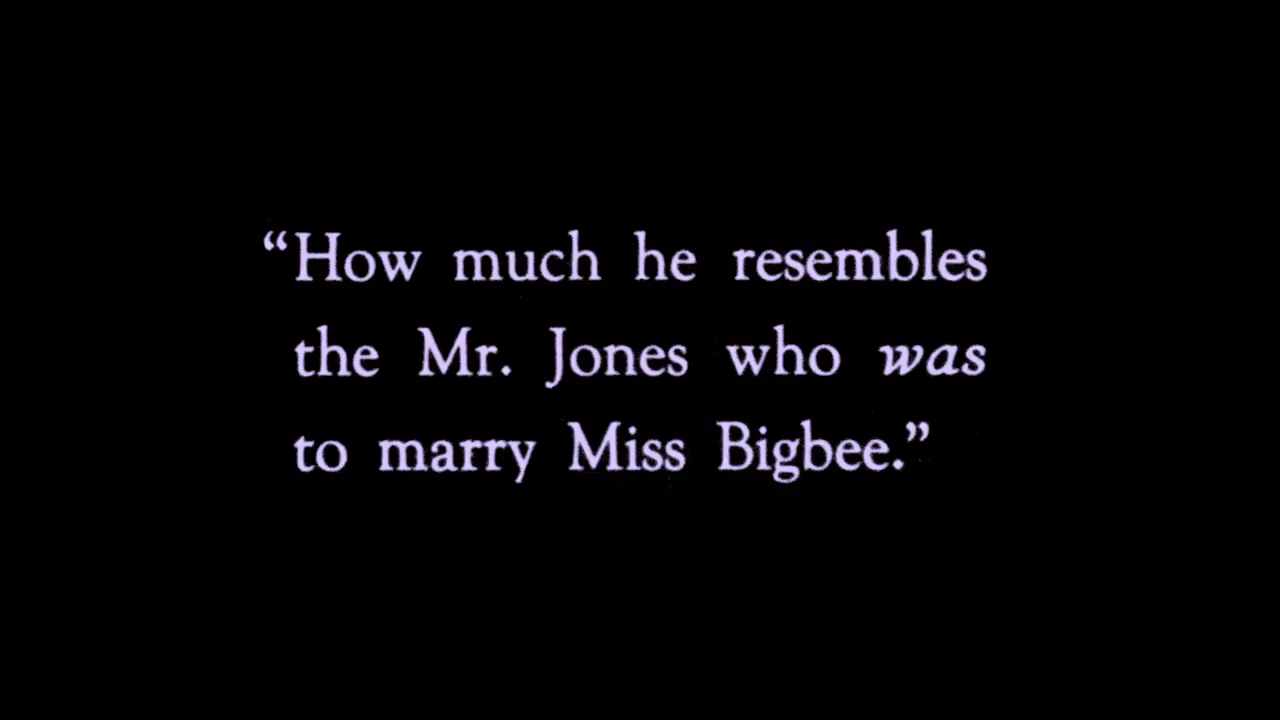 “How much he resembles
the Mr. Jones who was
to marry Miss Bigbee.”